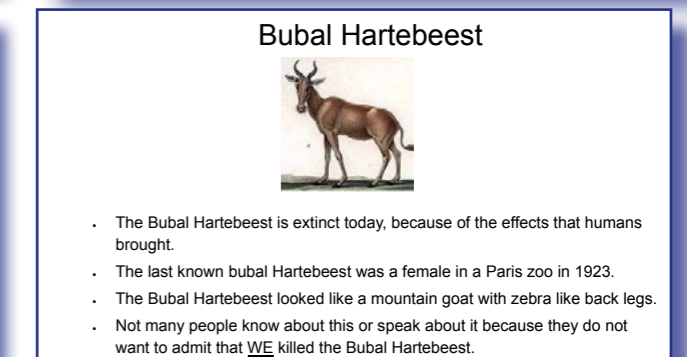 Bubal Hartebeest
• The Bubal Hartebeest is extinct today, because of the effects that humans
brought.
• The last known bubal Hartebeest was a female in a Paris zoo in 1923.
• The Bubal Hartebeest looked like a mountain goat with zebra like back legs.
• Not many people know about this or speak about it because they do not
want to admit that WE killed the Bubal Hartebeest.